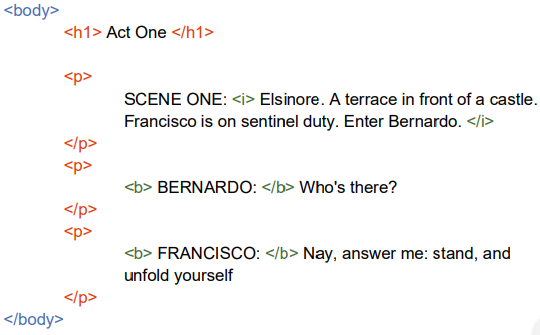 <body>
<h1> Act One </h1>
<p>
SCENE ONE: <i> Elsinore. A terrace in front of a castle.
Francisco is on sentinel duty. Enter Bernardo. </i>
</p>
<p>
<b> BERNARDO: </b> Who's there?
</p>
<p>
<b> FRANCISCO: </b> Nay, answer me: stand, and
unfold yourself
</p>
</body>